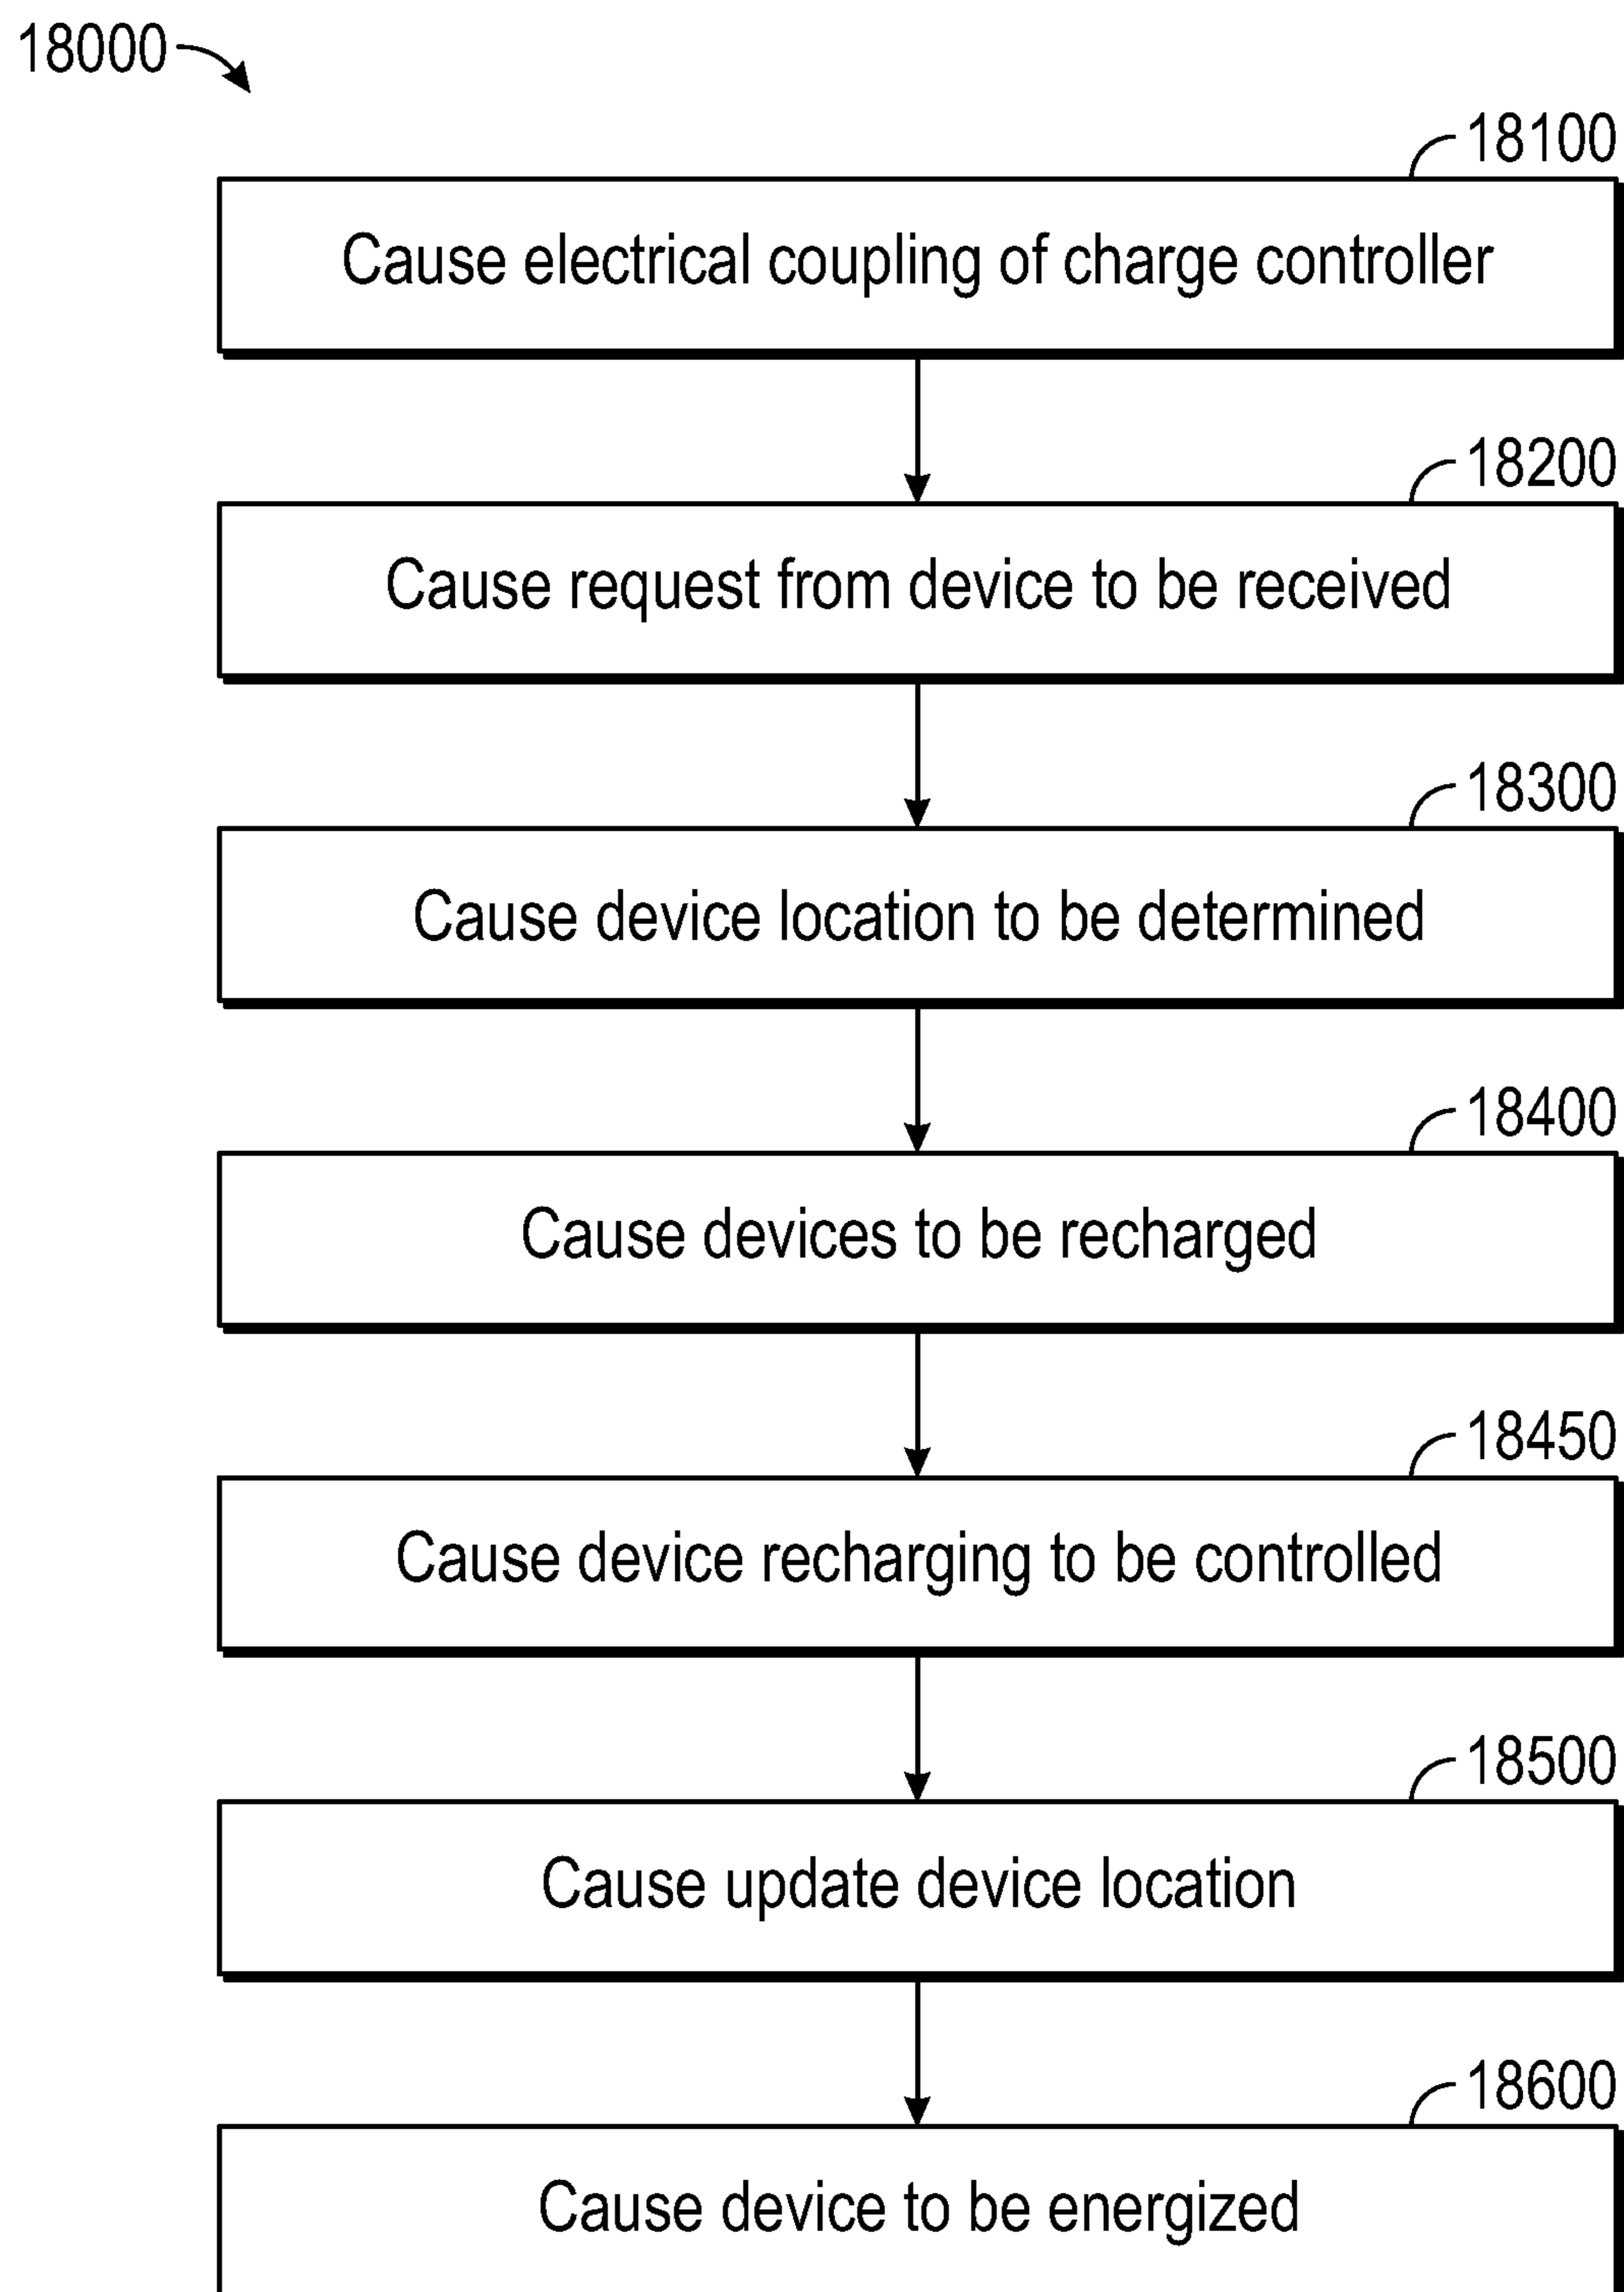 18000
18100
Cause electrical coupling of charge controller
18200
Cause request from device to be received
18300
Cause device location to be determined
18400
Cause devices to be recharged
18450
Cause device recharging to be controlled
18500
Cause update device location
18600
Cause device to be energized